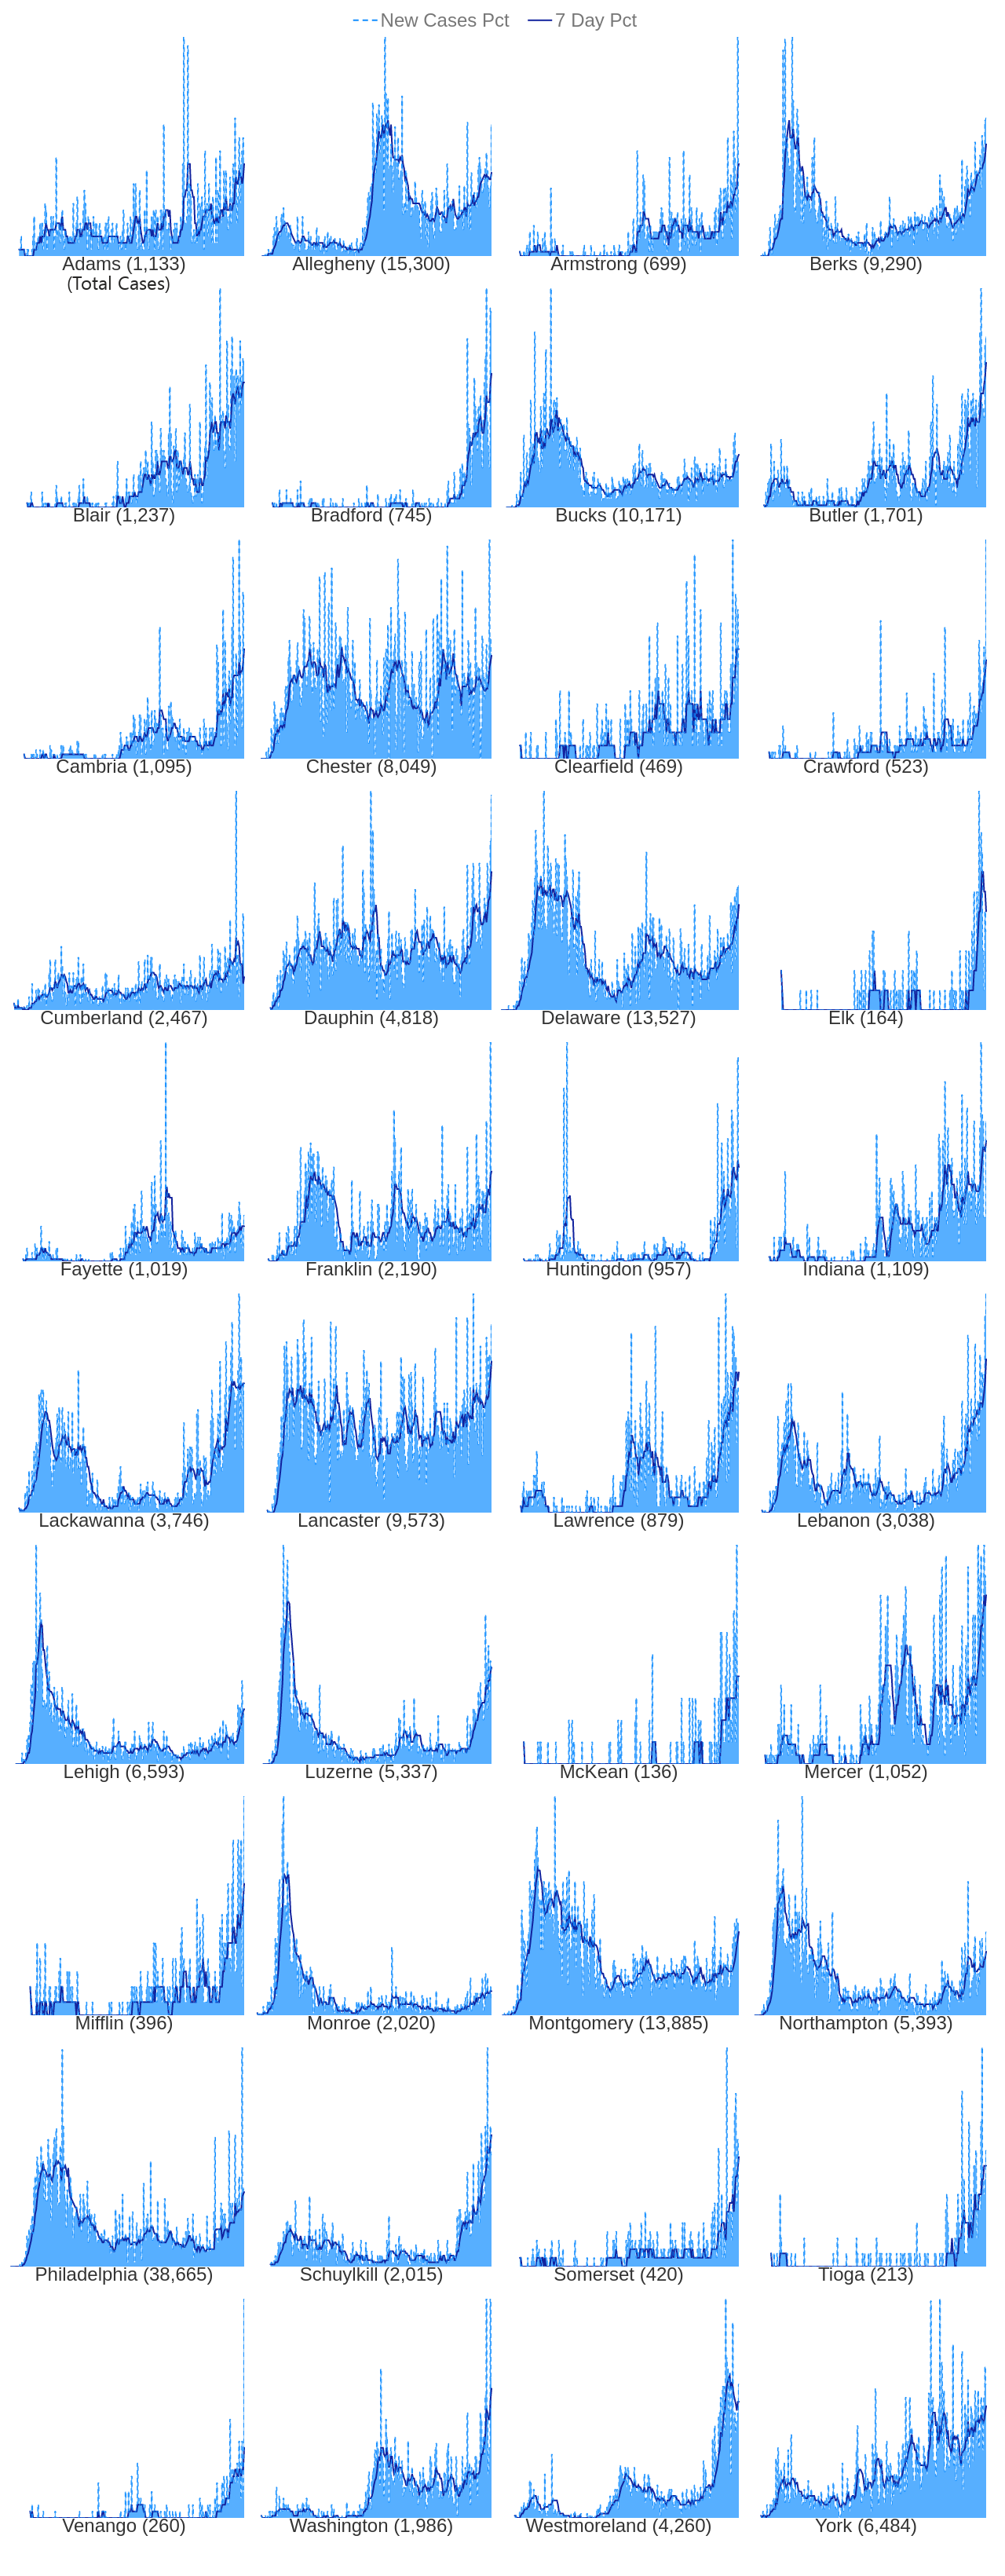 New Cases Pct 7 Day Pct
Adams (1,133) Allegheny (15,300) Armstrong (699) Berks (9,290)
(Total Cases)
Blair (1,237) Bradford (745) Bucks (10,171) Butler (1,701)
Cambria (1,095) Chester (8,049) Clearfield (469) Crawford (523)
Cumberland (2,467) Dauphin (4,818) Delaware (13,527) Elk (164)
Fayette (1,019) Franklin (2,190) Huntingdon (957) Indiana (1,109)
Lackawanna (3,746) Lancaster (9,573) Lawrence (879) Lebanon (3,038)
Lehigh (6,593) Luzerne (5,337) McKean (136) Mercer (1,052)
Mifflin (396) Monroe (2,020) Montgomery (13,885) Northampton (5,393)
Philadelphia (38,665) Schuylkill (2,015) Somerset (420) Tioga (213)
Venango (260) Washington (1,986) Westmoreland (4,260) York (6,484)